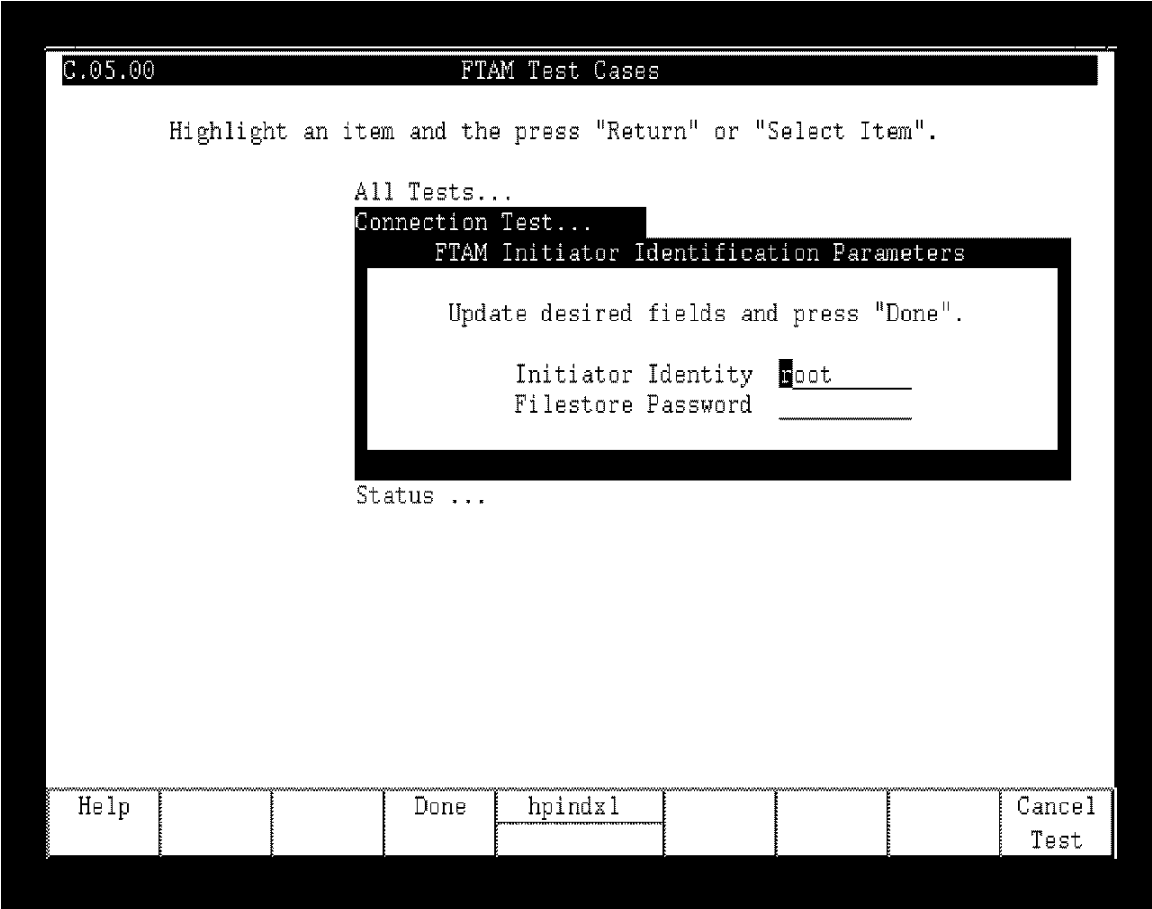 C.05.00 FTAM Test Cases
Highlight an item and the press "Return" or "Select Item".
All Tests...
Connection Test...
FTAM Initiator Identification Parameters
Update desired fields and press "Done".
Initiator Identity root
Filestore Password
Status ...
Help Done hpindxl Cancel
Test